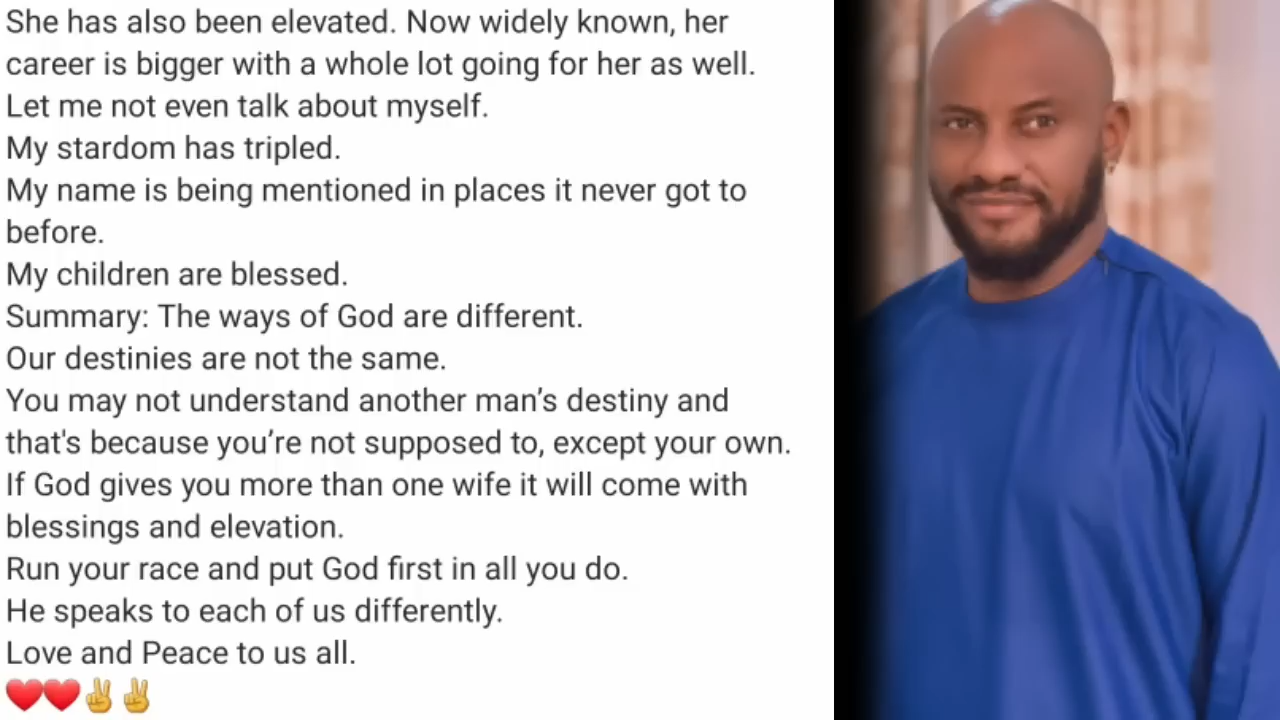 She has also been elevated. Now widely known, her
career is bigger with a whole lot going for her as well.
Let me not even talk about myself.
My stardom has tripled.
My name is being mentioned in places it never got to
before.
My children are blessed.
Summary: The ways of God are different.
Our destinies are not the same.
You may not understand another man’s destiny and
that's because you’re not supposed to, except your own.
If God gives you more than one wife it will come with
blessings and elevation.
Run your race and put God first in all you do.
He speaks to each of us differently.
Love and Peace to us all.
❤️❤️✌️✌️